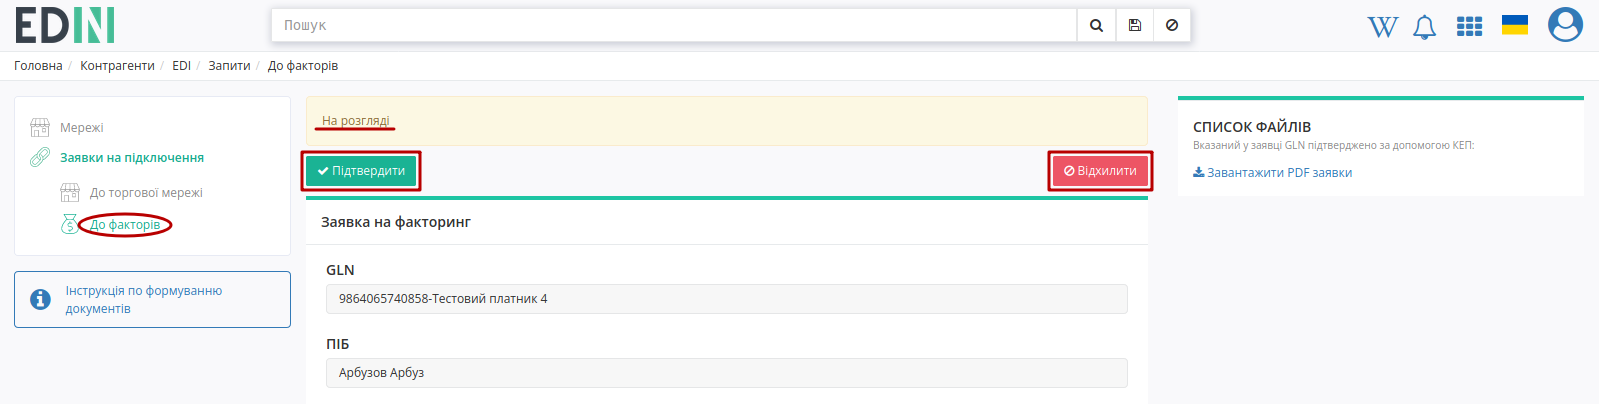 EDIN
Пошук
Головна / Контрагенти / EDI / Запити / До факторів
Мережі
Заявки на підключення
До торгової мережі
До факторів
Інструкція по формуванню
документів
На розгляді
Підтвердити
Відхилити
Заявка на факторинг
GLN
9864065740858-Тестовий платник 4
ПІБ
Арбузов Арбуз
СПИСОК ФАЙЛІВ
Вказаний у заявці GLN підтверджено за допомогою КЕП:
Завантажити PDF заявки